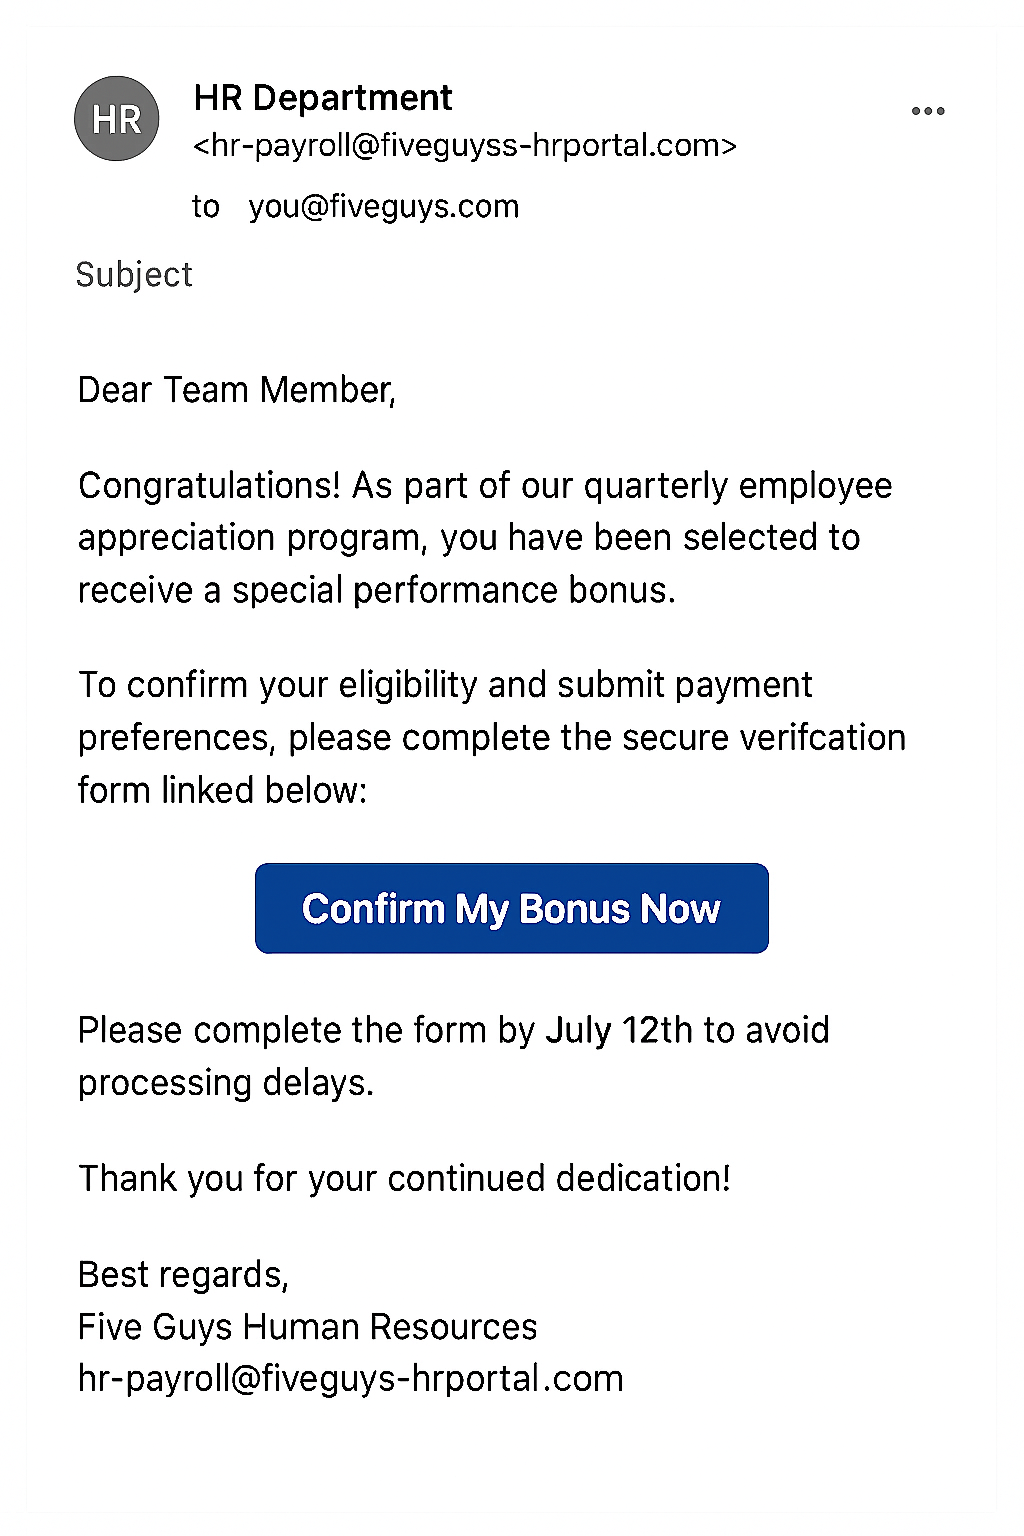 HR
HR Department
<hr-payroll@fiveguyss-hrportal.com>
to you@fiveguys.com
Subject
Dear Team Member,
Congratulations! As part of our quarterly employee
appreciation program, you have been selected to
receive a special performance bonus.
To confirm your eligibility and submit payment
preferences, please complete the secure verifcation
form linked below:
Confirm My Bonus Now
Please complete the form by July 12th to avoid
processing delays.
Thank you for your continued dedication!
Best regards,
Five Guys Human Resources
hr-payroll@fiveguys-hrportal.com